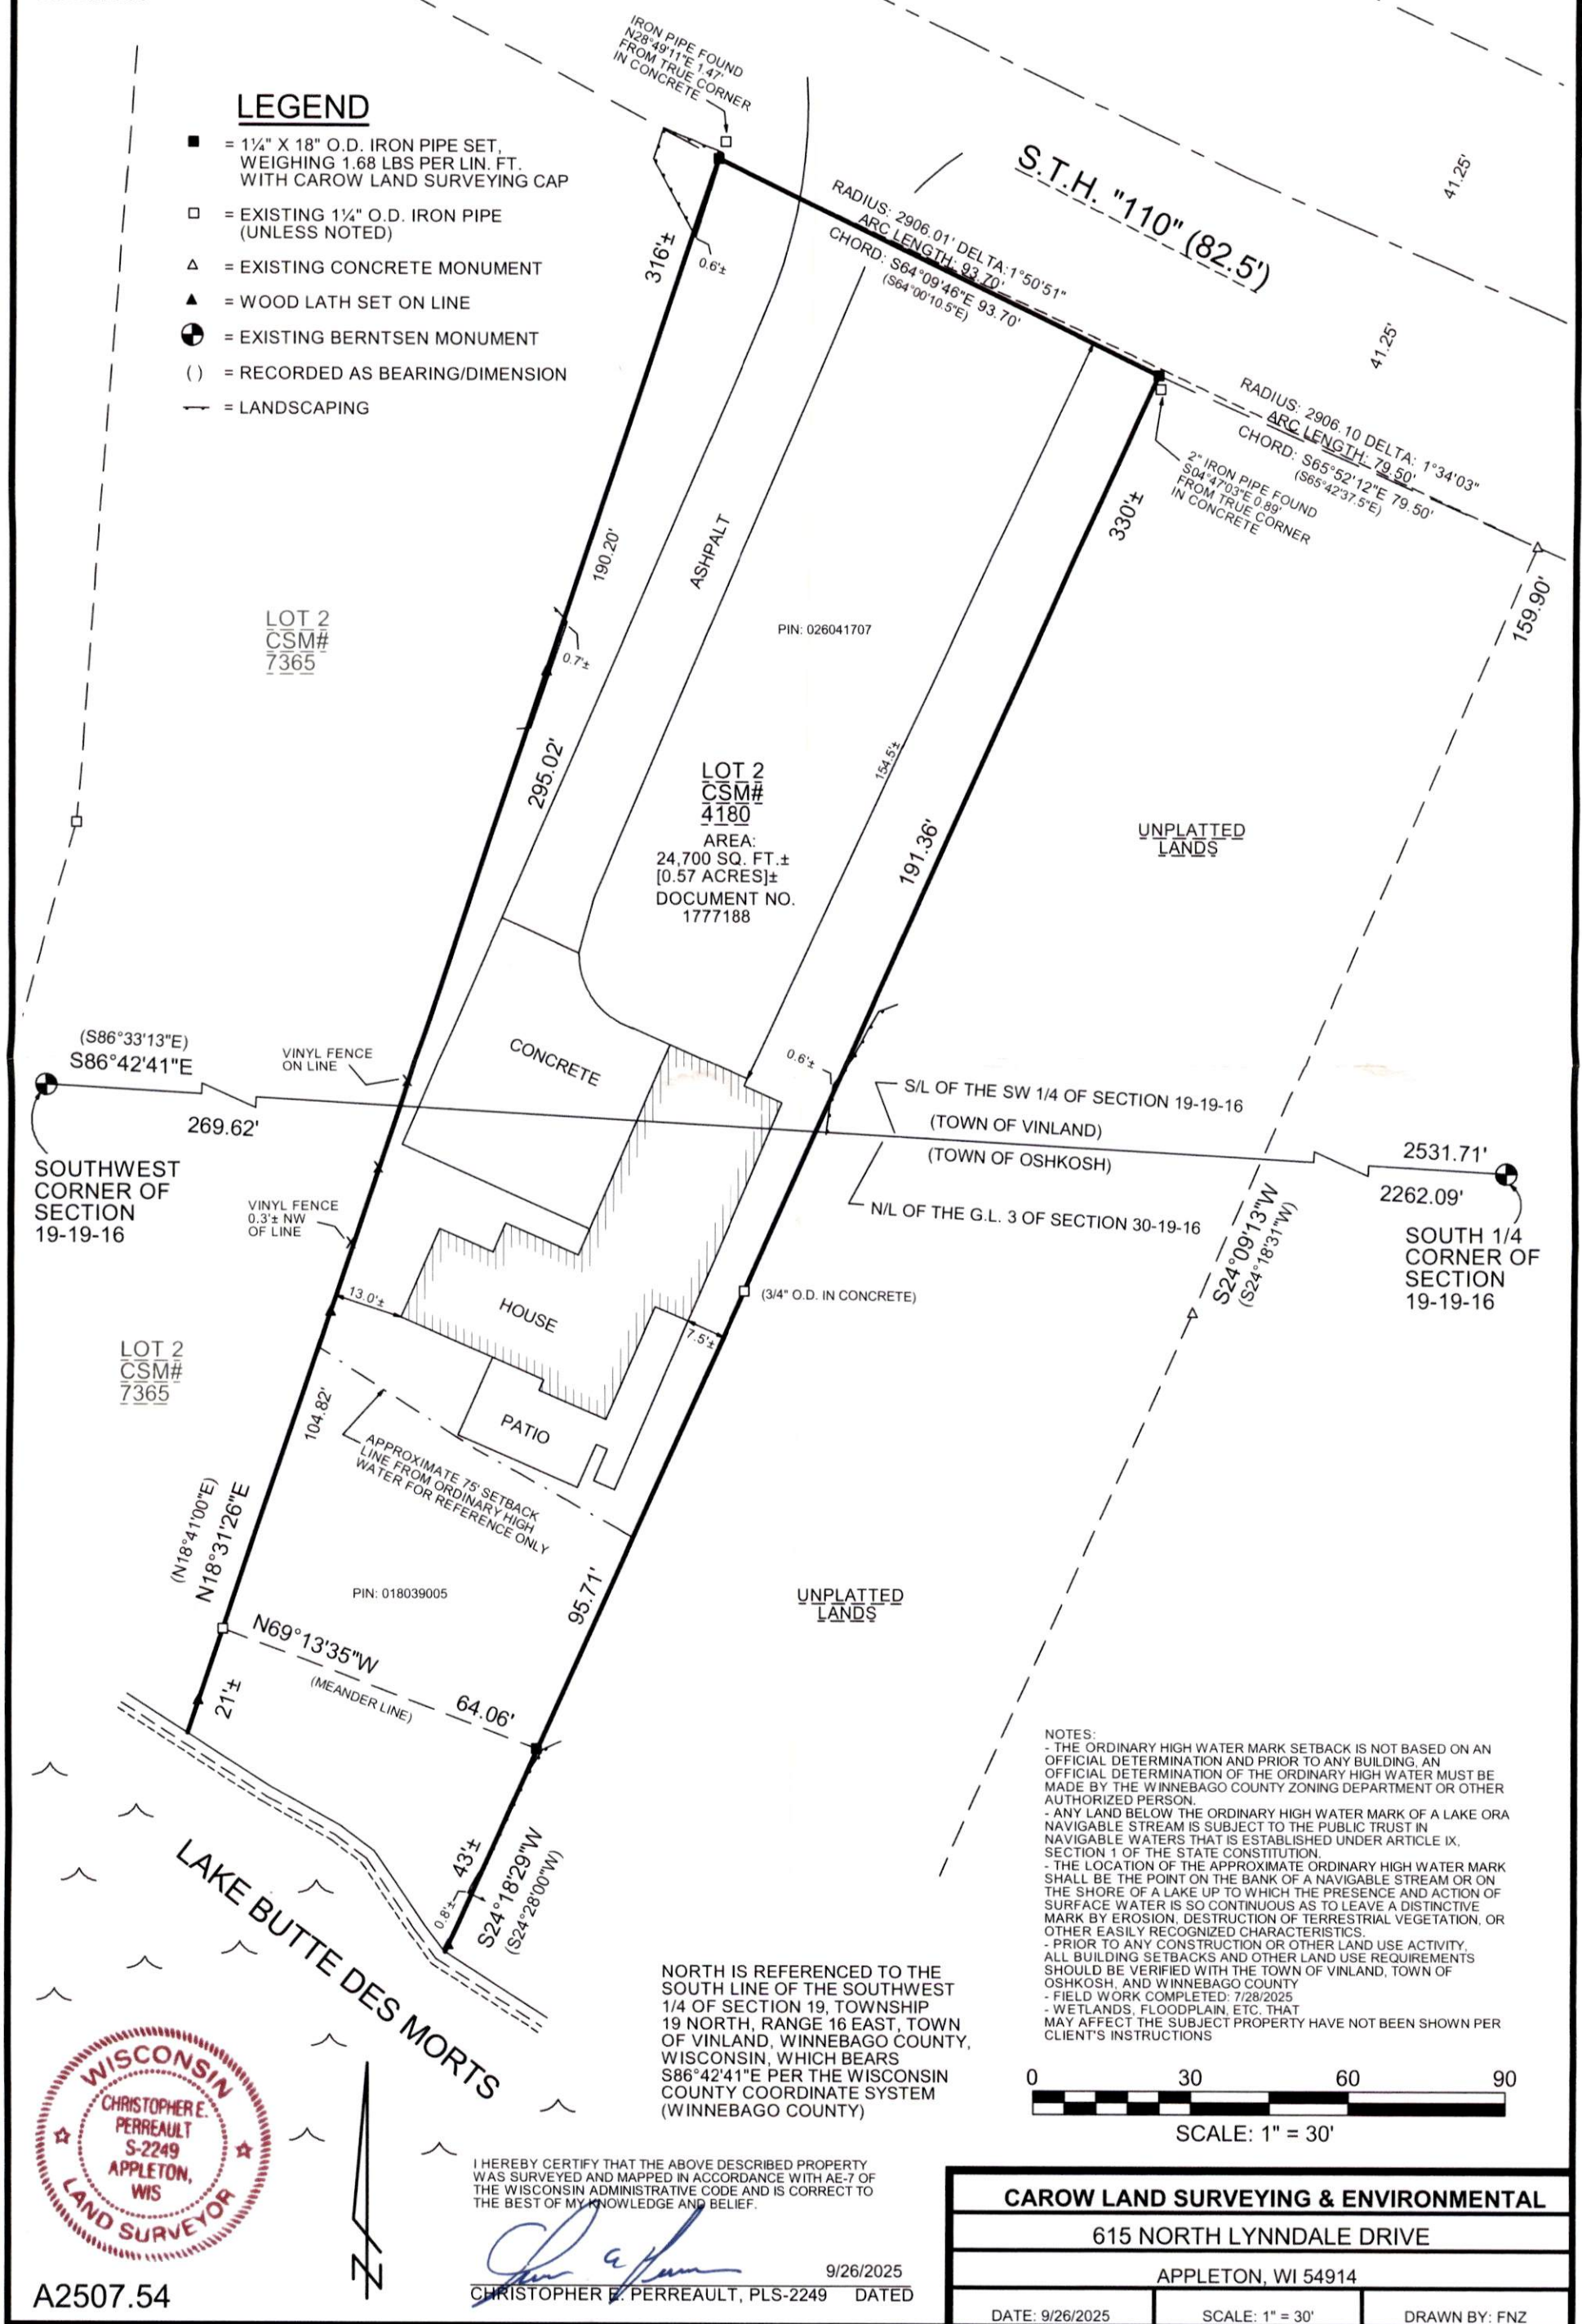 IRON PIPE FOUND
N28°49'11"E 1.47'
FROM TRUE CORNER
IN CONCRETE
LEGEND
■ = 1¼" X 18" O.D. IRON PIPE SET,
WEIGHING 1.68 LBS PER LIN. FT.
WITH CAROW LAND SURVEYING CAP
□ = EXISTING 1¼" O.D. IRON PIPE
(UNLESS NOTED)
△ = EXISTING CONCRETE MONUMENT
▲ = WOOD LATH SET ON LINE
= EXISTING BERNTSEN MONUMENT
( ) = RECORDED AS BEARING/DIMENSION
= LANDSCAPING
S.T.H. "110" (82.5')
41.25'
41.25'
RADIUS: 2906.01' DELTA: 1°50'51"
ARC LENGTH: 93.70'
CHORD: S64°09'46"E 93.70'
(S64°00'10.5"E)
RADIUS: 2906.10 DELTA: 1°34'03"
ARC LENGTH: 79.50'
CHORD: S65°52'12"E 79.50'
(S65°42'37.5"E)
2" IRON PIPE FOUND
S04°47'03"E 0.89'
FROM TRUE CORNER
IN CONCRETE
316'±
0.6'±
330'±
159.90'
190.20'
ASHPALT
0.7'±
PIN: 026041707
LOT 2
CSM#
7365
295.02'
154.5'±
191.36'
LOT 2
CSM#
4180
AREA:
24,700 SQ. FT.±
[0.57 ACRES]±
DOCUMENT NO.
1777188
UNPLATTED
LANDS
(S86°33'13"E)
S86°42'41"E
269.62'
VINYL FENCE
ON LINE
CONCRETE
0.6'±
S/L OF THE SW 1/4 OF SECTION 19-19-16
(TOWN OF VINLAND)
(TOWN OF OSHKOSH)
N/L OF THE G.L. 3 OF SECTION 30-19-16
2531.71'
2262.09'
SOUTHWEST
CORNER OF
SECTION
19-19-16
VINYL FENCE
0.3'± NW
OF LINE
SOUTH 1/4
CORNER OF
SECTION
19-19-16
S24°09'13"W
(S24°18'31"W)
13.0'±
HOUSE
(3/4" O.D. IN CONCRETE)
7.5'±
LOT 2
CSM#
7365
104.82'
PATIO
APPROXIMATE 75' SETBACK
LINE FROM ORDINARY HIGH
WATER FOR REFERENCE ONLY
(N18°41'00"E)
N18°31'26"E
PIN: 018039005
95.71'
UNPLATTED
LANDS
N69°13'35"W
(MEANDER LINE)
64.06'
21'±
43'±
0.8'±
S24°18'29"W
(S24°28'00"W)
LAKE BUTTE DES MORTS
NOTES:
- THE ORDINARY HIGH WATER MARK SETBACK IS NOT BASED ON AN
OFFICIAL DETERMINATION AND PRIOR TO ANY BUILDING, AN
OFFICIAL DETERMINATION OF THE ORDINARY HIGH WATER MUST BE
MADE BY THE WINNEBAGO COUNTY ZONING DEPARTMENT OR OTHER
AUTHORIZED PERSON.
- ANY LAND BELOW THE ORDINARY HIGH WATER MARK OF A LAKE ORA
NAVIGABLE STREAM IS SUBJECT TO THE PUBLIC TRUST IN
NAVIGABLE WATERS THAT IS ESTABLISHED UNDER ARTICLE IX,
SECTION 1 OF THE STATE CONSTITUTION.
- THE LOCATION OF THE APPROXIMATE ORDINARY HIGH WATER MARK
SHALL BE THE POINT ON THE BANK OF A NAVIGABLE STREAM OR ON
THE SHORE OF A LAKE UP TO WHICH THE PRESENCE AND ACTION OF
SURFACE WATER IS SO CONTINUOUS AS TO LEAVE A DISTINCTIVE
MARK BY EROSION, DESTRUCTION OF TERRESTRIAL VEGETATION, OR
OTHER EASILY RECOGNIZED CHARACTERISTICS.
- PRIOR TO ANY CONSTRUCTION OR OTHER LAND USE ACTIVITY,
ALL BUILDING SETBACKS AND OTHER LAND USE REQUIREMENTS
SHOULD BE VERIFIED WITH THE TOWN OF VINLAND, TOWN OF
OSHKOSH, AND WINNEBAGO COUNTY
- FIELD WORK COMPLETED: 7/28/2025
- WETLANDS, FLOODPLAIN, ETC. THAT
MAY AFFECT THE SUBJECT PROPERTY HAVE NOT BEEN SHOWN PER
CLIENT'S INSTRUCTIONS
NORTH IS REFERENCED TO THE
SOUTH LINE OF THE SOUTHWEST
1/4 OF SECTION 19, TOWNSHIP
19 NORTH, RANGE 16 EAST, TOWN
OF VINLAND, WINNEBAGO COUNTY,
WISCONSIN, WHICH BEARS
S86°42'41"E PER THE WISCONSIN
COUNTY COORDINATE SYSTEM
(WINNEBAGO COUNTY)
0 30 60 90
SCALE: 1" = 30'
WISCONSIN
CHRISTOPHER E.
PERREAULT
S-2249
APPLETON,
WIS
LAND SURVEYOR
N
I HEREBY CERTIFY THAT THE ABOVE DESCRIBED PROPERTY
WAS SURVEYED AND MAPPED IN ACCORDANCE WITH AE-7 OF
THE WISCONSIN ADMINISTRATIVE CODE AND IS CORRECT TO
THE BEST OF MY KNOWLEDGE AND BELIEF.
9/26/2025
CHRISTOPHER E. PERREAULT, PLS-2249 DATED
A2507.54
CAROW LAND SURVEYING & ENVIRONMENTAL
615 NORTH LYNNDALE DRIVE
APPLETON, WI 54914
DATE: 9/26/2025 SCALE: 1" = 30' DRAWN BY: FNZ